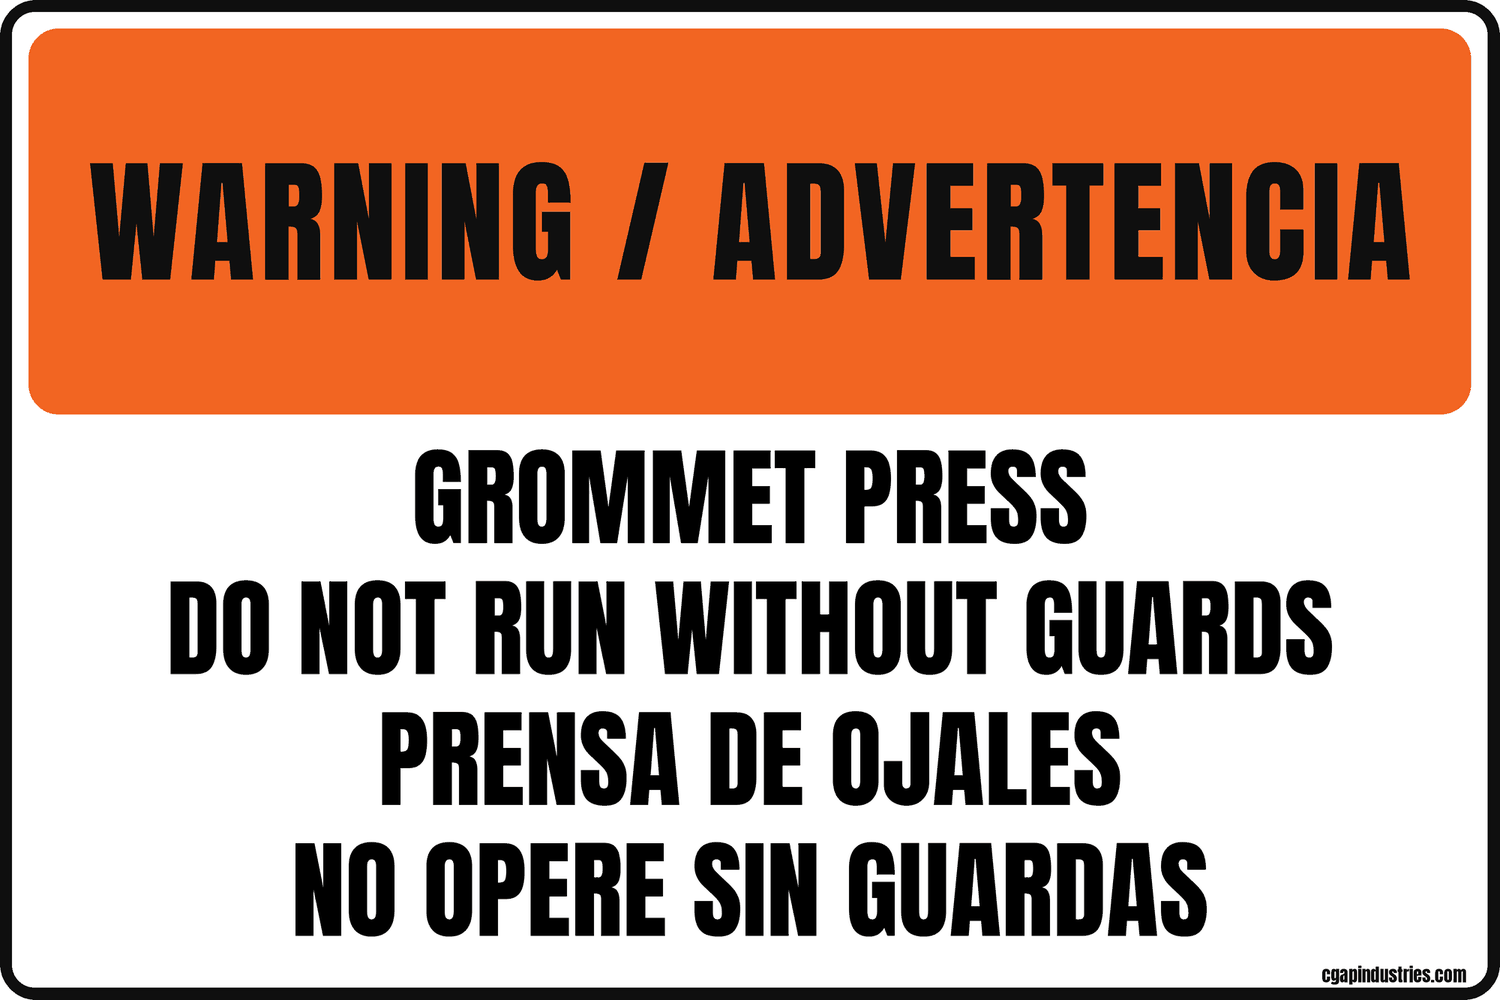 WARNING / ADVERTENCIA
GROMMET PRESS
DO NOT RUN WITHOUT GUARDS
PRENSA DE OJALES
NO OPERE SIN GUARDAS
cgapindustries.com